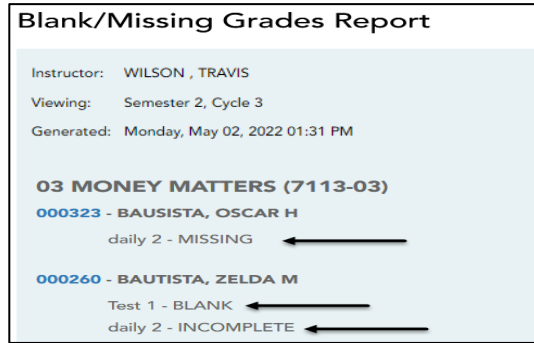 Blank/Missing Grades Report
Instructor: WILSON , TRAVIS
Viewing: Semester 2, Cycle 3
Generated: Monday, May 02, 2022 01:31 PM
03 MONEY MATTERS (7113-03)
000323 - BAUSISTA, OSCAR H
daily 2 - MISSING
000260 - BAUTISTA, ZELDA M
Test 1 - BLANK
daily 2 - INCOMPLETE